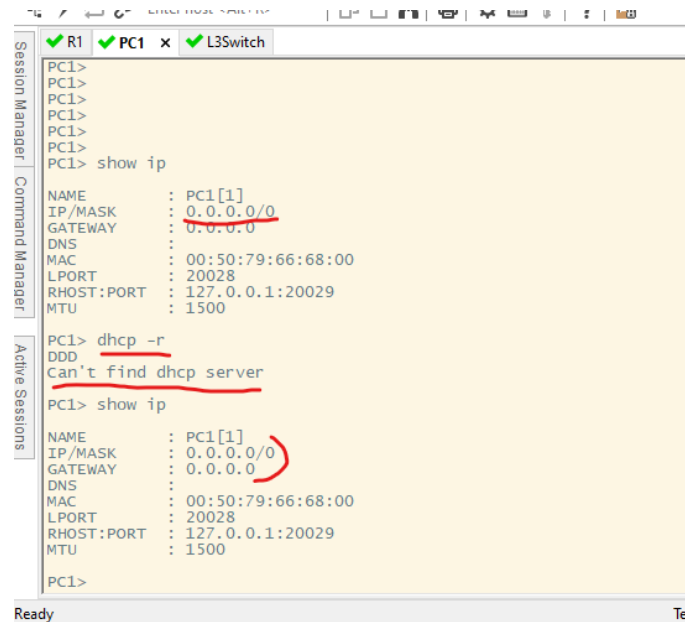 R1 PC1 x L3Switch
Session Manager
Command Manager
Active Sessions
PC1>
PC1>
PC1>
PC1>
PC1>
PC1>
PC1> show ip
NAME : PC1[1]
IP/MASK : 0.0.0.0/0
GATEWAY : 0.0.0.0
DNS :
MAC : 00:50:79:66:68:00
LPORT : 20028
RHOST:PORT : 127.0.0.1:20029
MTU : 1500
PC1> dhcp -r
DDD
Can't find dhcp server
PC1> show ip
NAME : PC1[1]
IP/MASK : 0.0.0.0/0
GATEWAY : 0.0.0.0
DNS :
MAC : 00:50:79:66:68:00
LPORT : 20028
RHOST:PORT : 127.0.0.1:20029
MTU : 1500
PC1>
Ready